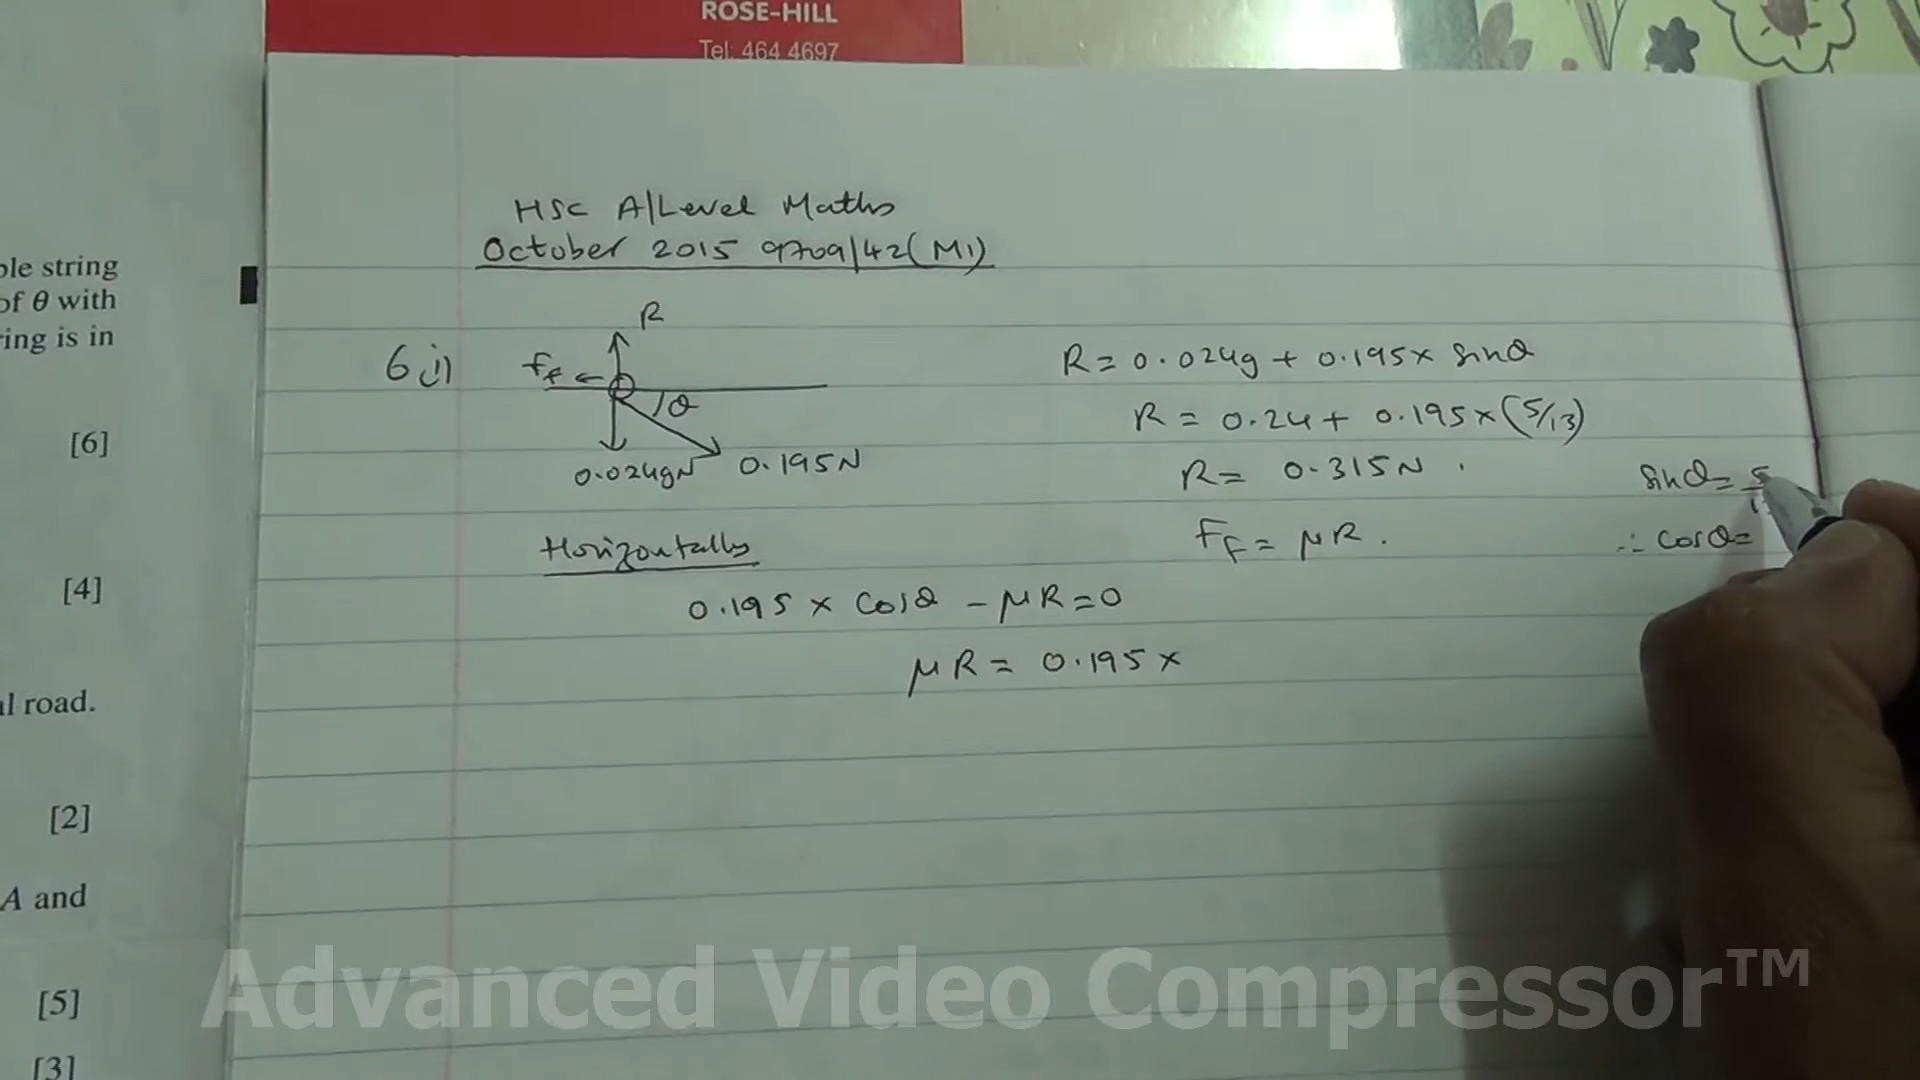 ROSE-HILL
Tel: 464 4697
HSC A/Level Maths
October 2015 9709/42 (M1)
ble string
of θ with
ring is in
[6]
[4]
al road.
[2]
A and
[5]
[3]
6 i)
R
Ff
θ
0.024gN
0.195N
R = 0.024g + 0.195 × Sinθ
R = 0.24 + 0.195 × (5/13)
R = 0.315N .
Ff = μR .
Sinθ = 5
∴ Cosθ =
Horizontally
0.195 × Cosθ - μR = 0
μR = 0.195 ×
Advanced Video Compressor™